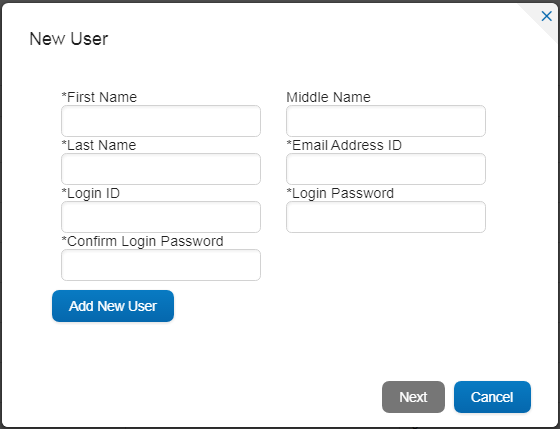 New User
*First Name
Middle Name
*Last Name
*Email Address ID
*Login ID
*Login Password
*Confirm Login Password
Add New User
Next
Cancel